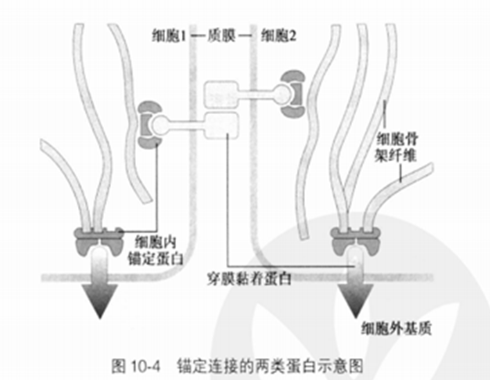 细胞1 质膜 细胞2
细胞骨
架纤维
细胞内
锚定蛋白
穿膜黏着蛋白
细胞外基质
图 10-4 锚定连接的两类蛋白示意图